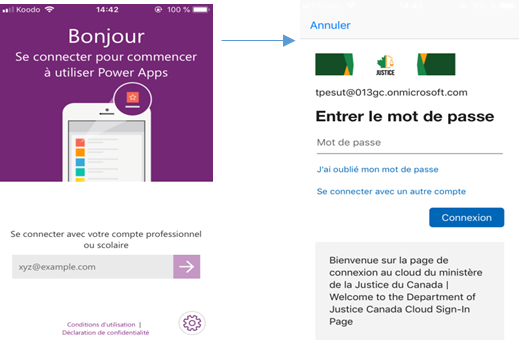 Koodo 14:42 100 %
Bonjour
Se connecter pour commencer
à utiliser Power Apps
Se connecter avec votre compte professionnel
ou scolaire
xyz@example.com
Conditions d'utilisation |
Déclaration de confidentialité
Annuler
JUSTICE
tpesut@013gc.onmicrosoft.com
Entrer le mot de passe
Mot de passe
J'ai oublié mon mot de passe
Se connecter avec un autre compte
Connexion
Bienvenue sur la page de
connexion au cloud du ministère
de la Justice du Canada |
Welcome to the Department of
Justice Canada Cloud Sign-In
Page